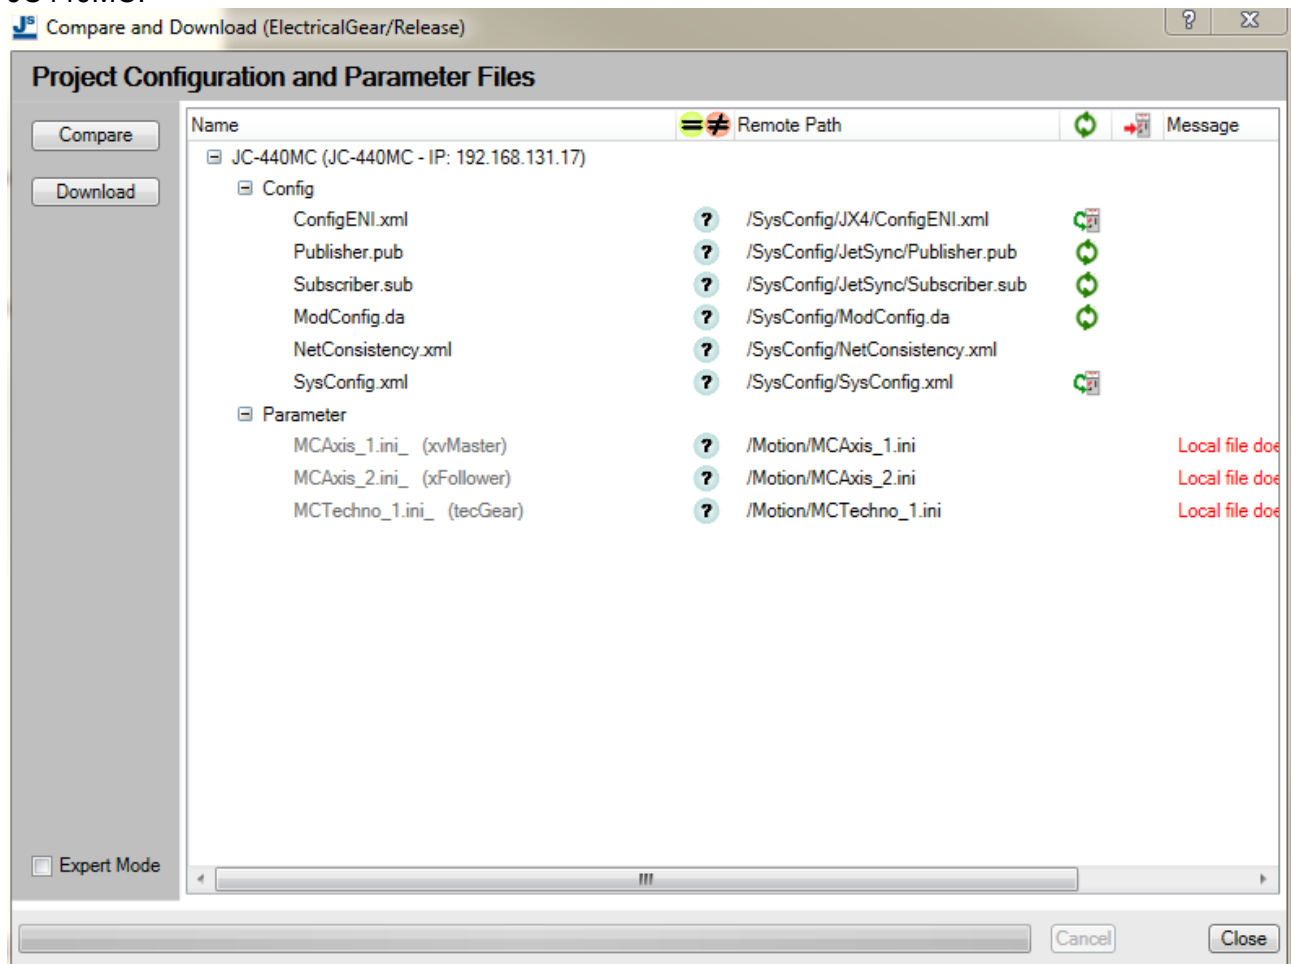 Compare and Download (ElectricalGear/Release)
Project Configuration and Parameter Files
Compare
Download
Name Remote Path Message
JC-440MC (JC-440MC - IP: 192.168.131.17)
Config
ConfigENI.xml ? /SysConfig/JX4/ConfigENI.xml
Publisher.pub ? /SysConfig/JetSync/Publisher.pub
Subscriber.sub ? /SysConfig/JetSync/Subscriber.sub
ModConfig.da ? /SysConfig/ModConfig.da
NetConsistency.xml ? /SysConfig/NetConsistency.xml
SysConfig.xml ? /SysConfig/SysConfig.xml
Parameter
MCAxis_1.ini_ (xvMaster) ? /Motion/MCAxis_1.ini Local file doe
MCAxis_2.ini_ (xFollower) ? /Motion/MCAxis_2.ini Local file doe
MCTechno_1.ini_ (tecGear) ? /Motion/MCTechno_1.ini Local file doe
Expert Mode
Cancel Close